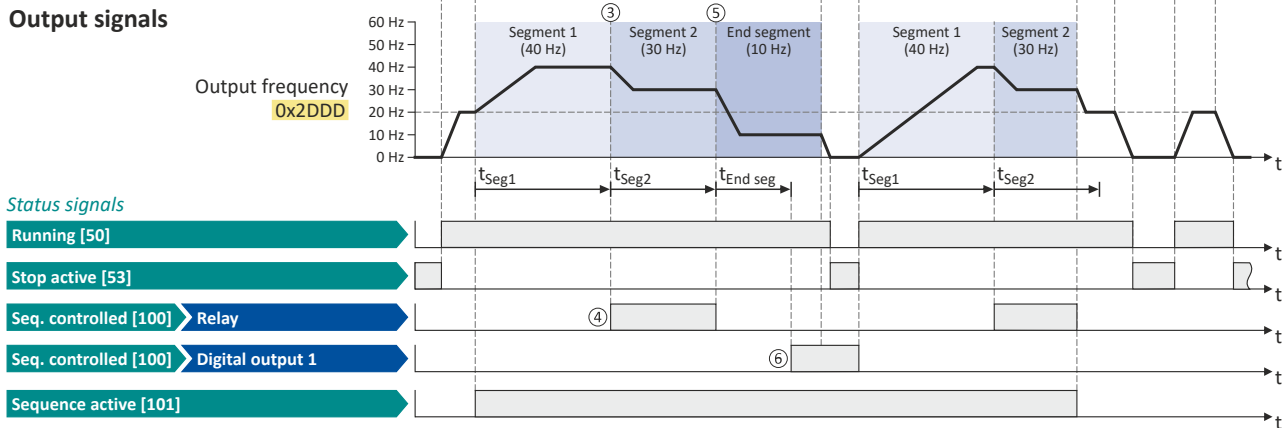 Output signals
③ ⑤
60 Hz
50 Hz
40 Hz
30 Hz
20 Hz
10 Hz
0 Hz
Output frequency
0x2DDD
Segment 1
(40 Hz)
Segment 2
(30 Hz)
End segment
(10 Hz)
Segment 1
(40 Hz)
Segment 2
(30 Hz)
t
tSeg1 tSeg2 tEnd seg tSeg1 tSeg2
Status signals
Running [50] t
Stop active [53] t
Seq. controlled [100] Relay ④ t
Seq. controlled [100] Digital output 1 ⑥ t
Sequence active [101] t